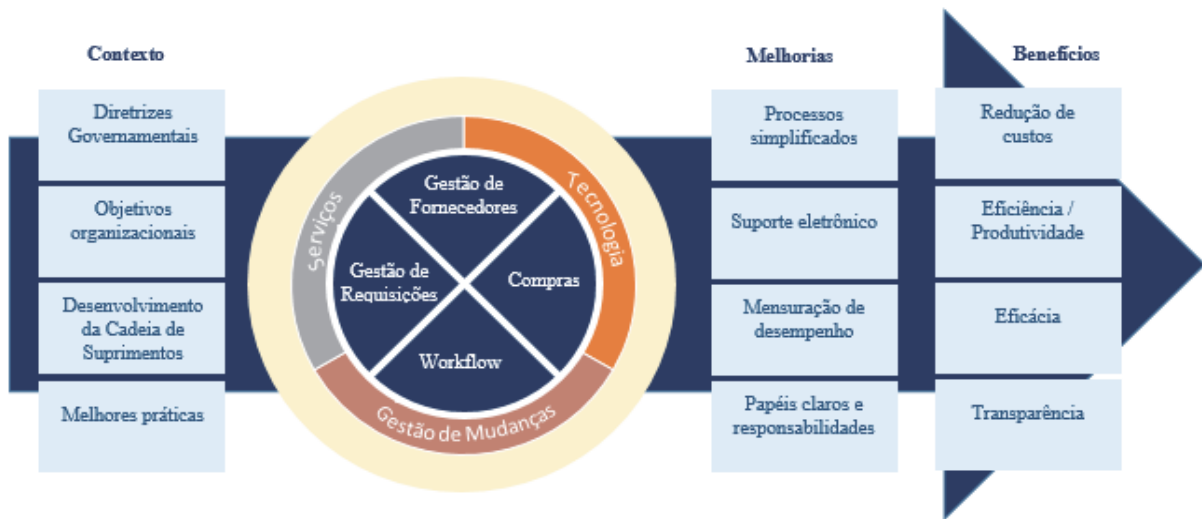 Contexto
Diretrizes
Governamentais
Objetivos
organizacionais
Desenvolvimento
da Cadeia de
Suprimentos
Melhores práticas
Serviços
Tecnologia
Gestão de Mudanças
Gestão de
Fornecedores
Gestão de
Requisições
Compras
Workflow
Melhorias
Processos
simplificados
Suporte eletrônico
Mensuração de
desempenho
Papéis claros e
responsabilidades
Benefícios
Redução de
custos
Eficiência /
Produtividade
Eficácia
Transparência